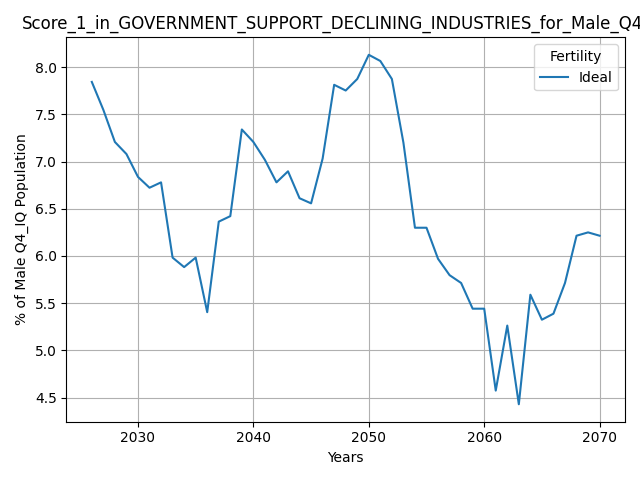 Score_1_in_GOVERNMENT_SUPPORT_DECLINING_INDUSTRIES_for_Male_Q4
Fertility
Ideal
% of Male Q4_IQ Population
8.0
7.5
7.0
6.5
6.0
5.5
5.0
4.5
2030 2040 2050 2060 2070
Years